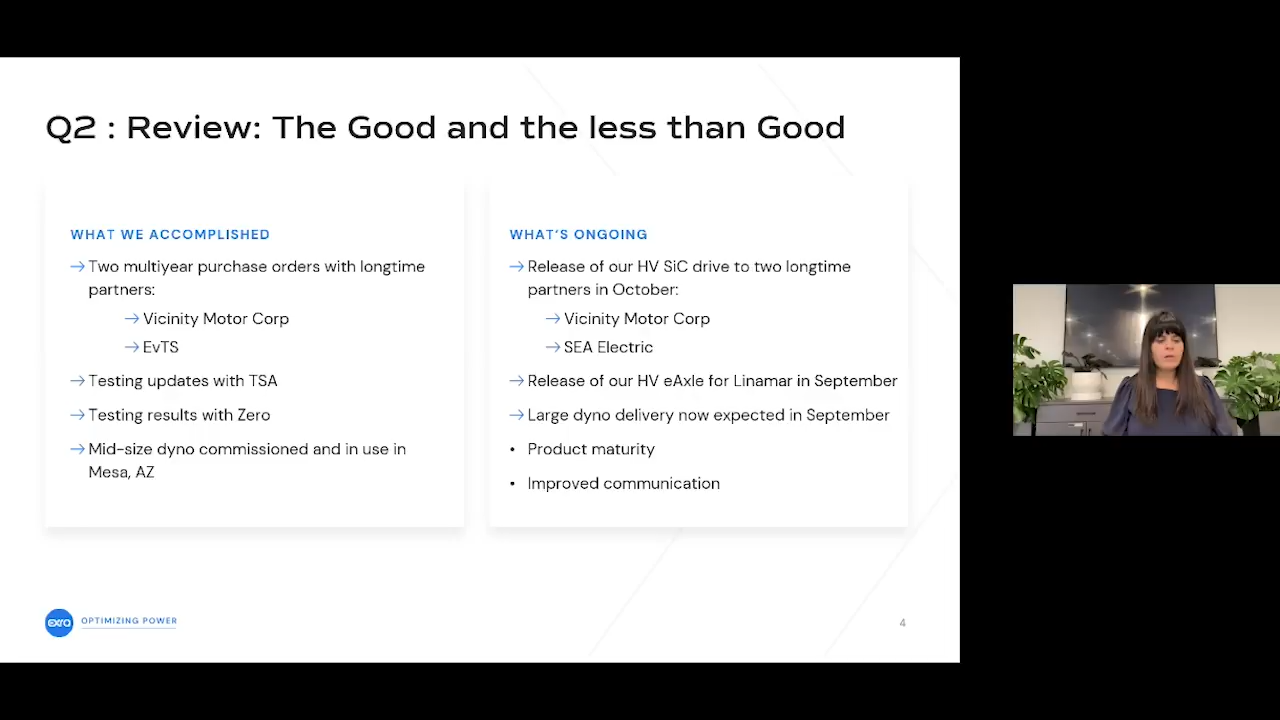 Q2 : Review: The Good and the less than Good
WHAT WE ACCOMPLISHED
→ Two multiyear purchase orders with longtime
partners:
→ Vicinity Motor Corp
→ EvTS
→ Testing updates with TSA
→ Testing results with Zero
→ Mid-size dyno commissioned and in use in
Mesa, AZ
WHAT'S ONGOING
→ Release of our HV SiC drive to two longtime
partners in October:
→ Vicinity Motor Corp
→ SEA Electric
→ Release of our HV eAxle for Linamar in September
→ Large dyno delivery now expected in September
• Product maturity
• Improved communication
exro
OPTIMIZING POWER
4